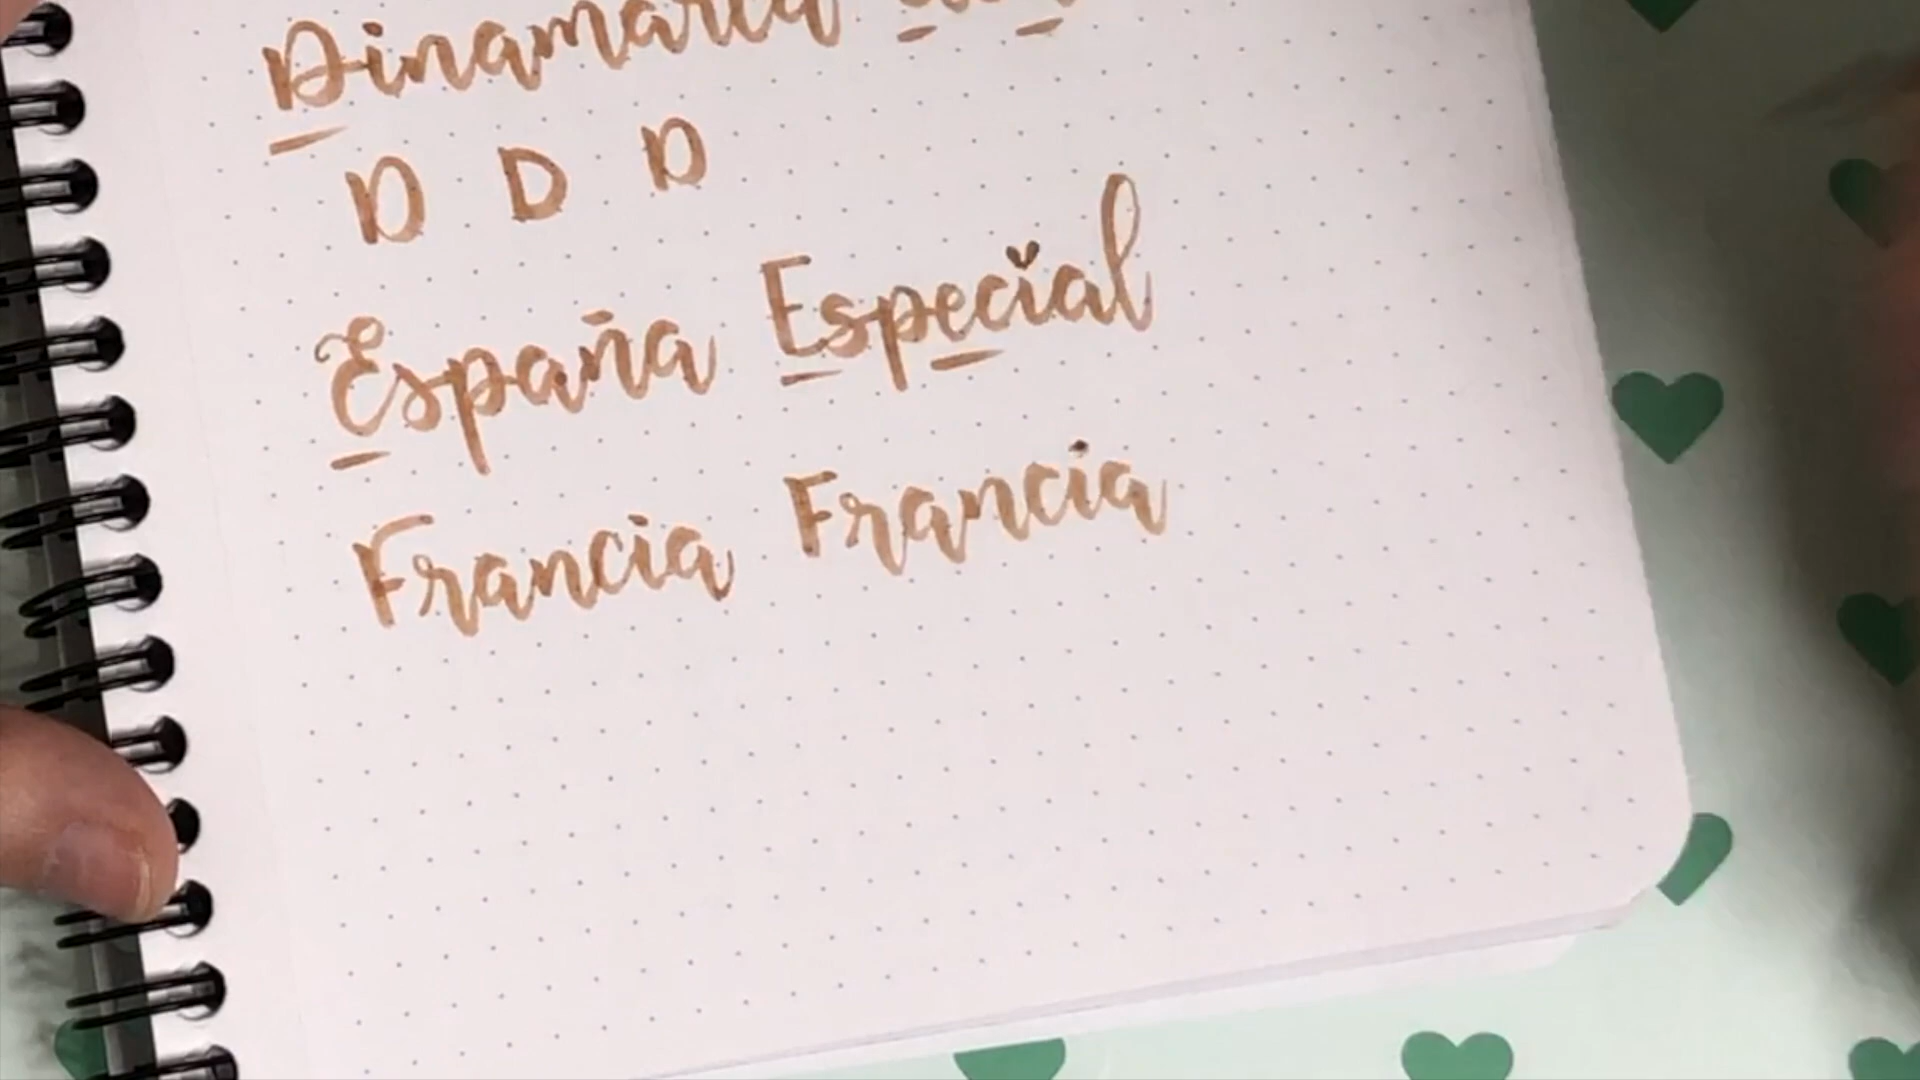 Dinamarca
D D D
España Especial
Francia Francia